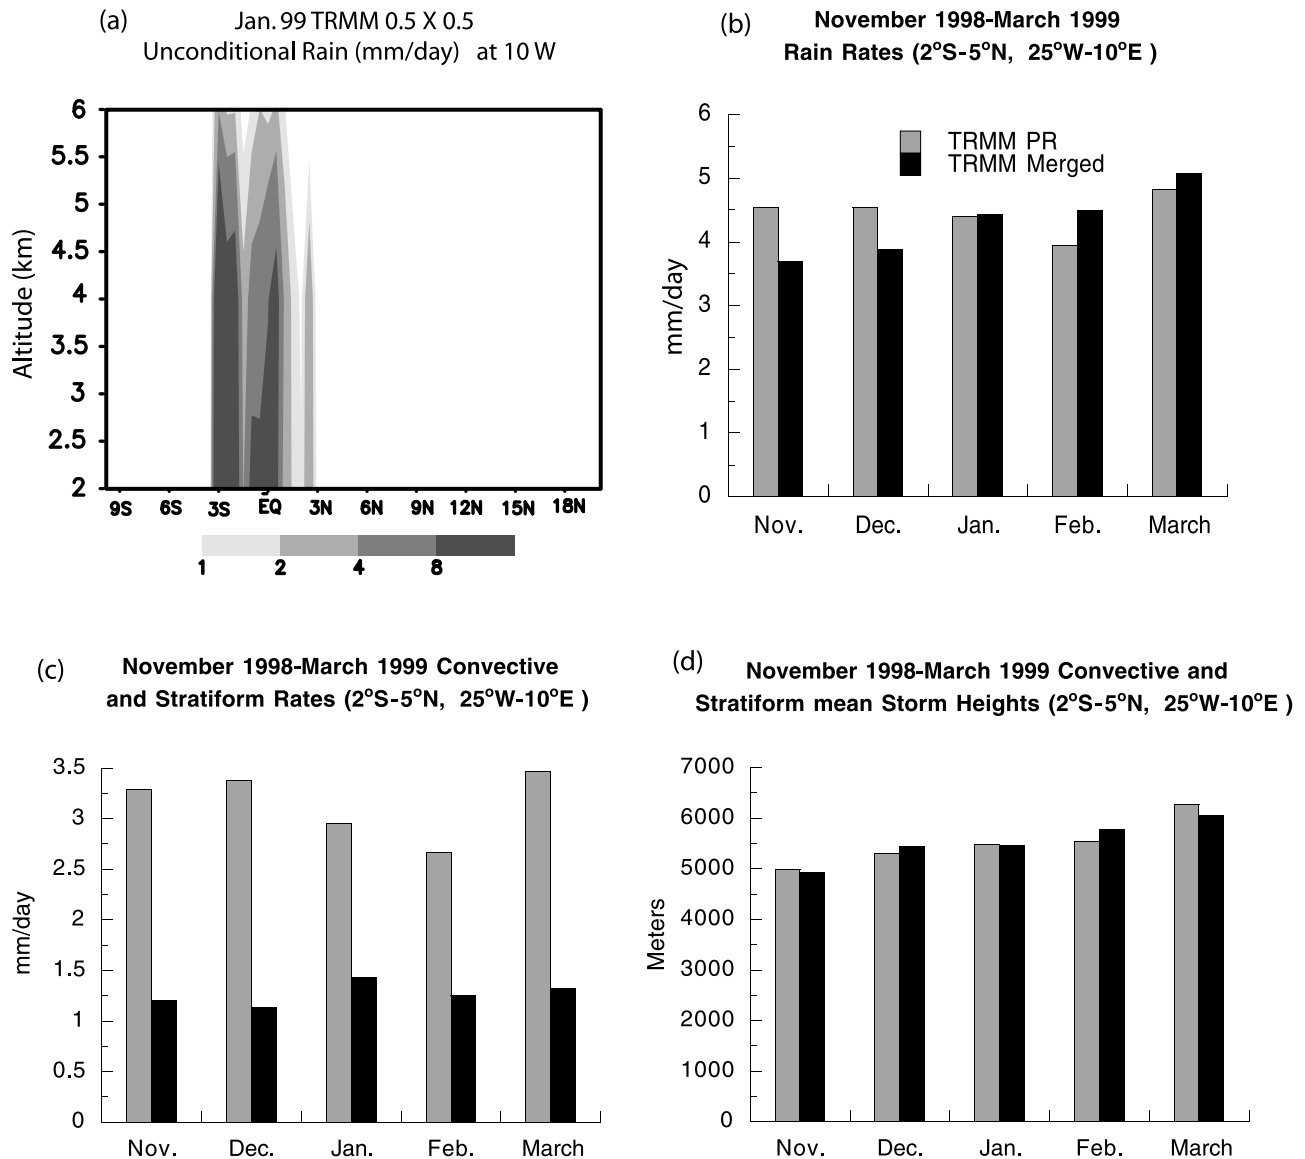 (a)
Jan. 99 TRMM 0.5 X 0.5
Unconditional Rain (mm/day) at 10 W
Altitude (km)
6
5.5
5
4.5
4
3.5
3
2.5
2
9S 6S 3S EQ 3N 6N 9N 12N 15N 18N
1 2 4 8
(b)
November 1998-March 1999
Rain Rates (2°S-5°N, 25°W-10°E )
TRMM PR
TRMM Merged
mm/day
6
5
4
3
2
1
0
Nov. Dec. Jan. Feb. March
(c)
November 1998-March 1999 Convective
and Stratiform Rates (2°S-5°N, 25°W-10°E )
mm/day
3.5
3
2.5
2
1.5
1
0.5
0
Nov. Dec. Jan. Feb. March
(d)
November 1998-March 1999 Convective and
Stratiform mean Storm Heights (2°S-5°N, 25°W-10°E )
Meters
7000
6000
5000
4000
3000
2000
1000
0
Nov. Dec. Jan. Feb. March